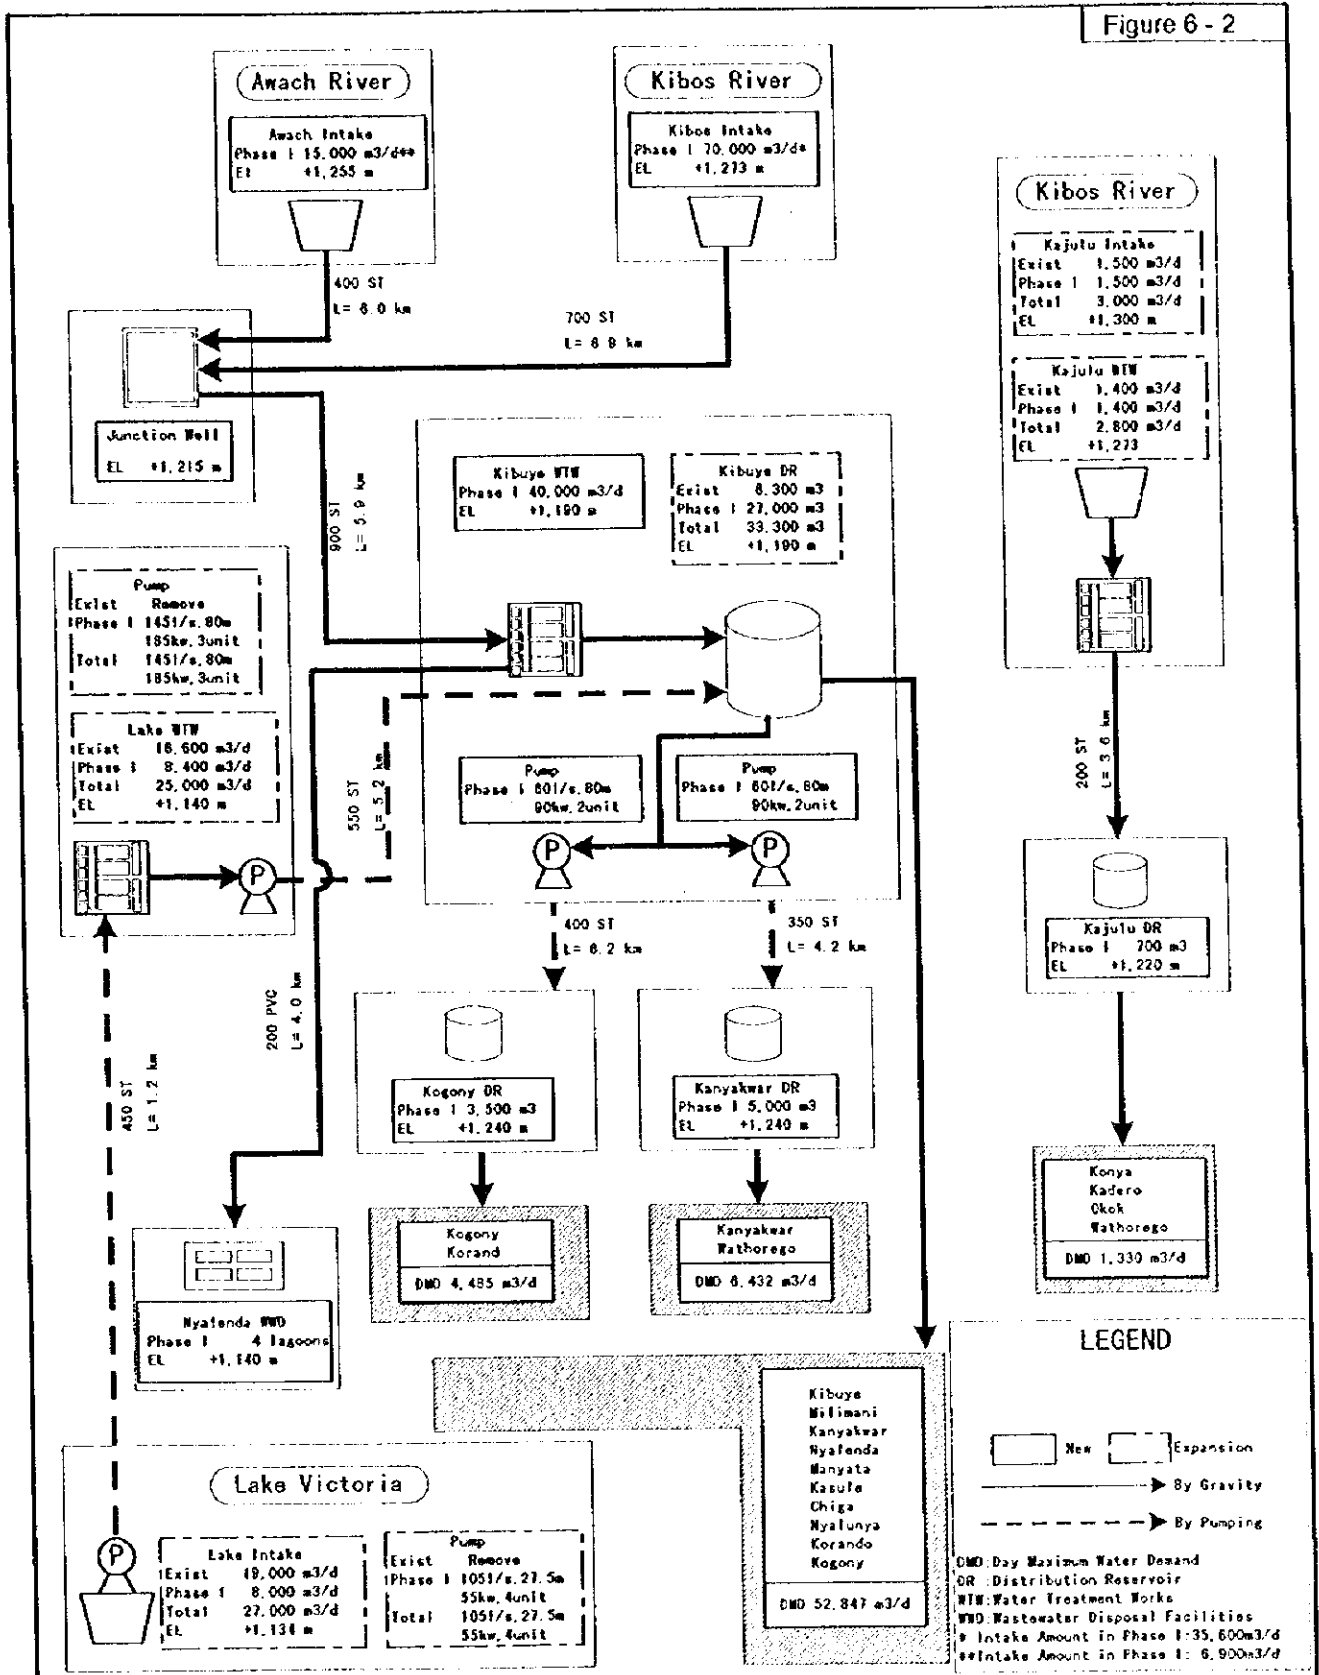 Figure 6 - 2
Awach River
Awach Intake
Phase I 15,000 m3/d**
El +1,255 m
Kibos River
Kibos Intake
Phase I 70,000 m3/d*
EL +1,273 m
Kibos River
Kajulu Intake
Exist 1,500 m3/d
Phase I 1,500 m3/d
Total 3,000 m3/d
EL +1,300 m
Kajulu WTW
Exist 1,400 m3/d
Phase I 1,400 m3/d
Total 2,800 m3/d
EL +1,273
400 ST
L= 6.0 km
700 ST
L= 6.8 km
Junction Well
EL +1,215 m
900 ST
L= 5.9 km
Kibuye WTW
Phase I 40,000 m3/d
EL +1,190 m
Kibuye DR
Exist 6,300 m3
Phase I 27,000 m3
Total 33,300 m3
EL +1,190 m
Pump
Exist Remove
Phase I 145l/s,80m
185kw,3unit
Total 145l/s,80m
185kw,3unit
Lake WTW
Exist 16,600 m3/d
Phase I 8,400 m3/d
Total 25,000 m3/d
EL +1,140 m
P
550 ST
L= 5.2 km
Pump
Phase I 60l/s,80m
90kw,2unit
Pump
Phase I 60l/s,80m
90kw,2unit
P
P
200 ST
L= 3.6 km
400 ST
L= 6.2 km
350 ST
L= 4.2 km
Kajulu DR
Phase I 700 m3
EL +1,220 m
200 PVC
L= 4.0 km
450 ST
L= 1.2 km
Kogony DR
Phase I 3,500 m3
EL +1,240 m
Kanyakwar DR
Phase I 5,000 m3
EL +1,240 m
Konya
Kadero
Okok
Wathorego
DMD 1,330 m3/d
Kogony
Korand
DMD 4,485 m3/d
Kanyakwar
Wathorego
DMD 6,432 m3/d
Nyalenda WWD
Phase I 4 lagoons
EL +1,140 m
Kibuye
Milimani
Kanyakwar
Nyalenda
Manyata
Kasule
Chiga
Nyalunya
Korando
Kogony
DMD 52,847 m3/d
Lake Victoria
P
Lake Intake
Exist 19,000 m3/d
Phase I 8,000 m3/d
Total 27,000 m3/d
EL +1,134 m
Pump
Exist Remove
Phase I 105l/s,27.5m
55kw,4unit
Total 105l/s,27.5m
55kw,4unit
LEGEND
New
Expansion
By Gravity
By Pumping
DMD:Day Maximum Water Demand
DR :Distribution Reservoir
WTW:Water Treatment Works
WWD:Wastewater Disposal Facilities
* Intake Amount in Phase I:35,600m3/d
**Intake Amount in Phase I: 6,900m3/d